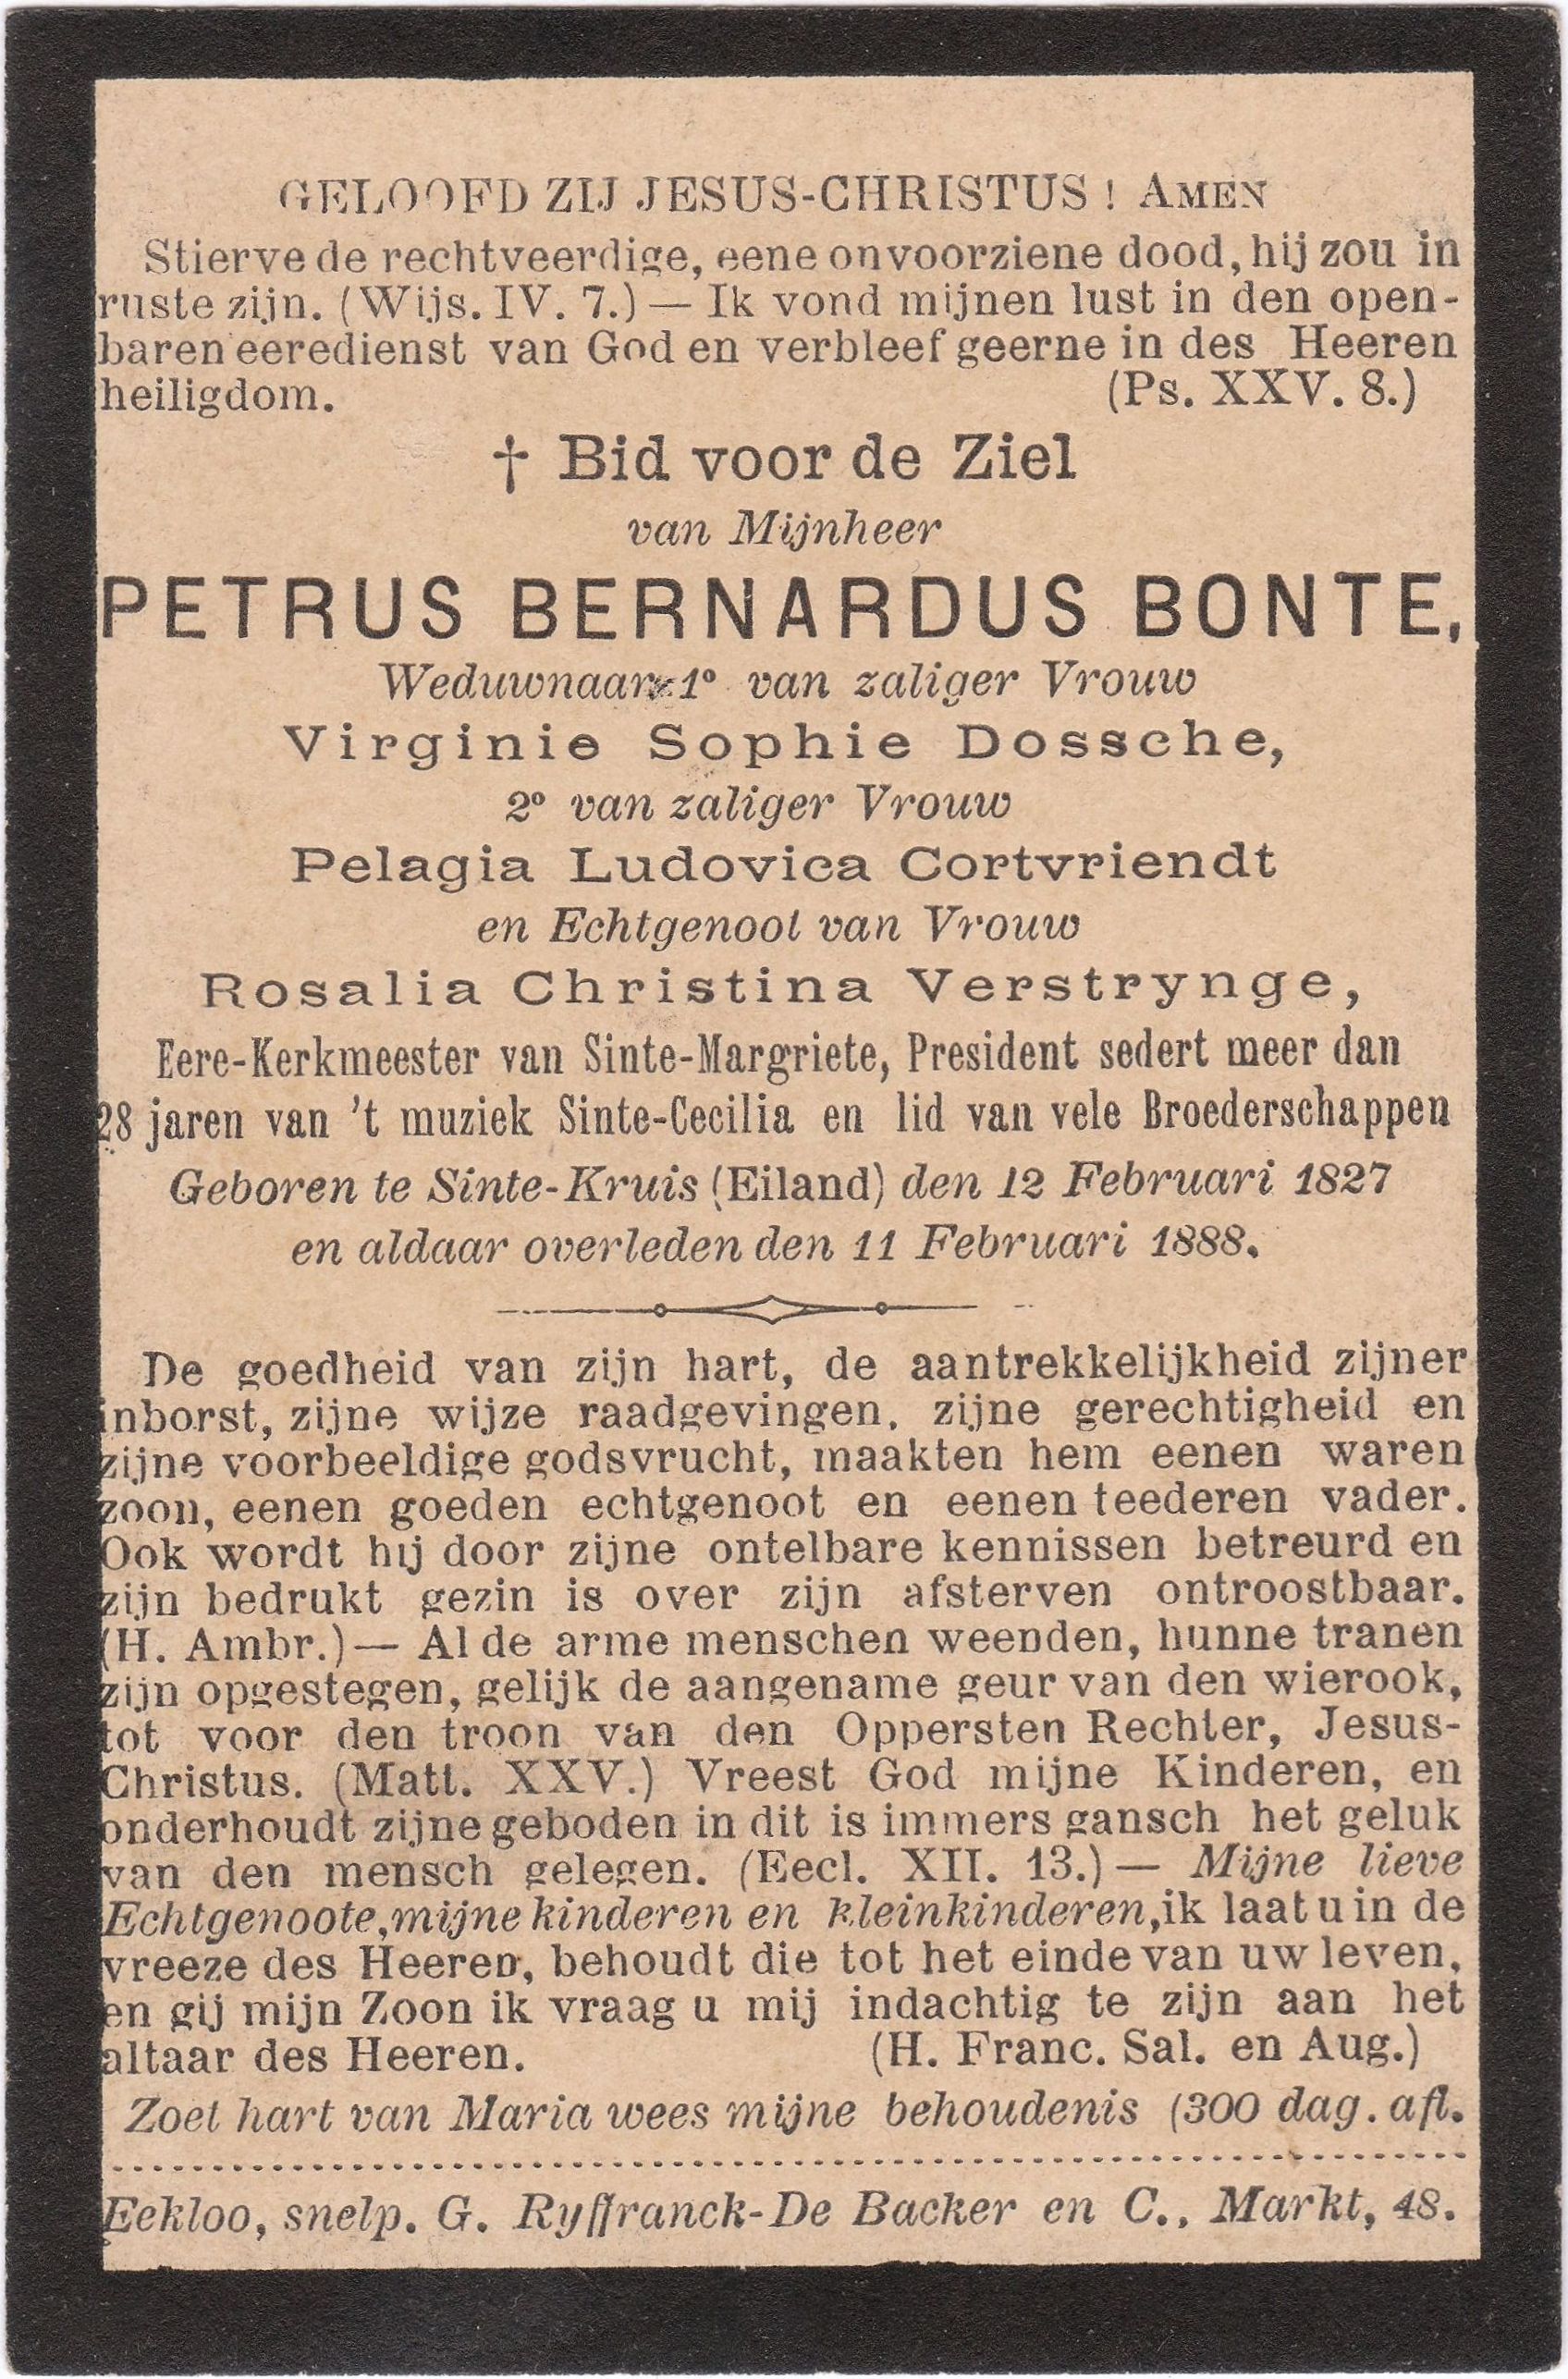 GELOOFD ZIJ JESUS-CHRISTUS ! AMEN
Stierve de rechtveerdige, eene onvoorziene dood, hij zou in
ruste zijn. (Wijs. IV. 7.) — Ik vond mijnen lust in den open-
baren eeredienst van God en verbleef geerne in des Heeren
heiligdom. (Ps. XXV. 8.)
† Bid voor de Ziel
van Mijnheer
PETRUS BERNARDUS BONTE,
Weduwnaar 1º van zaliger Vrouw
Virginie Sophie Dossche,
2º van zaliger Vrouw
Pelagia Ludovica Cortvriendt
en Echtgenoot van Vrouw
Rosalia Christina Verstrynge,
Eere-Kerkmeester van Sinte-Margriete, President sedert meer dan
28 jaren van 't muziek Sinte-Cecilia en lid van vele Broederschappen
Geboren te Sinte-Kruis (Eiland) den 12 Februari 1827
en aldaar overleden den 11 Februari 1888.
De goedheid van zijn hart, de aantrekkelijkheid zijner
inborst, zijne wijze raadgevingen, zijne gerechtigheid en
zijne voorbeeldige godsvrucht, maakten hem eenen waren
zoon, eenen goeden echtgenoot en eenen teederen vader.
Ook wordt hij door zijne ontelbare kennissen betreurd en
zijn bedrukt gezin is over zijn afsterven ontroostbaar.
(H. Ambr.) — Al de arme menschen weenden, hunne tranen
zijn opgestegen, gelijk de aangename geur van den wierook,
tot voor den troon van den Oppersten Rechter, Jesus-
Christus. (Matt. XXV.) Vreest God mijne Kinderen, en
onderhoudt zijne geboden in dit is immers gansch het geluk
van den mensch gelegen. (Eecl. XII. 13.) — Mijne lieve
Echtgenoote, mijne kinderen en kleinkinderen, ik laat u in de
vreeze des Heeren, behoudt die tot het einde van uw leven,
en gij mijn Zoon ik vraag u mij indachtig te zijn aan het
altaar des Heeren. (H. Franc. Sal. en Aug.)
Zoet hart van Maria wees mijne behoudenis (300 dag. afl.
Eekloo, snelp. G. Ryffranck-De Backer en C., Markt, 48.